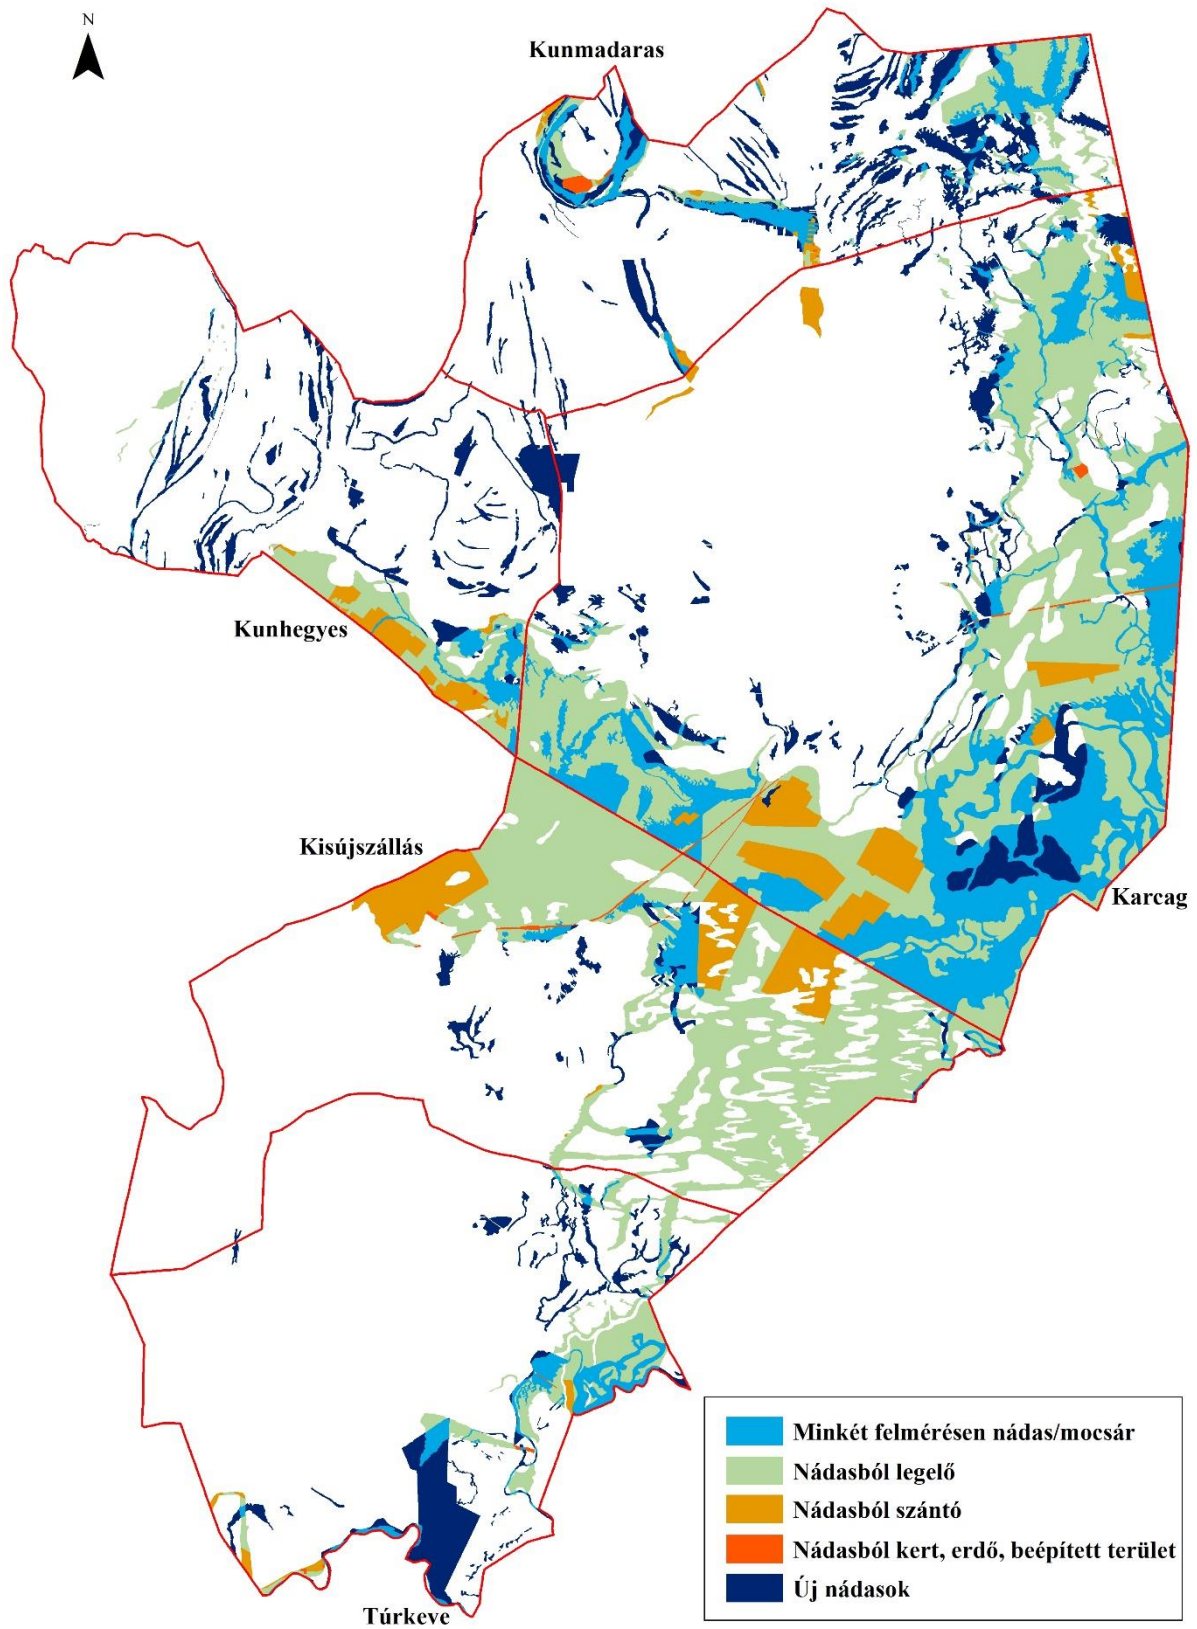 N
Kunmadaras
Kunhegyes
Kisújszállás
Karcag
Minkét felmérésen nádas/mocsár
Nádasból legelő
Nádasból szántó
Nádasból kert, erdő, beépített terület
Új nádasok
Túrkeve